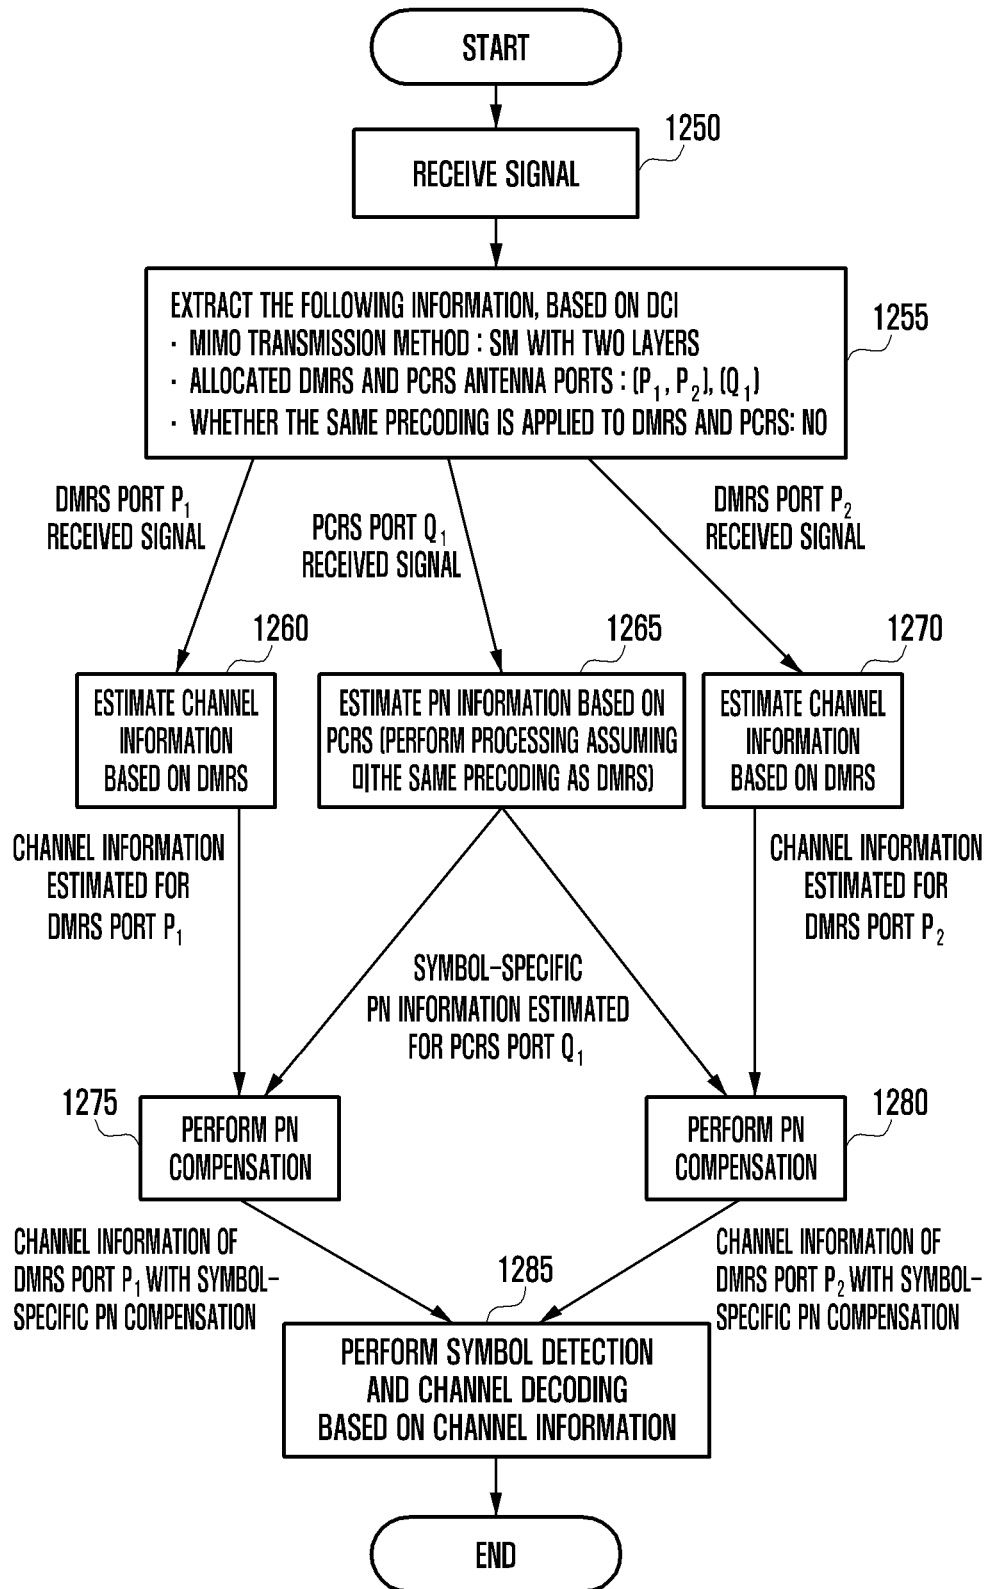 START
1250
RECEIVE SIGNAL
EXTRACT THE FOLLOWING INFORMATION, BASED ON DCI
· MIMO TRANSMISSION METHOD : SM WITH TWO LAYERS
· ALLOCATED DMRS AND PCRS ANTENNA PORTS : (P₁, P₂), (Q₁)
· WHETHER THE SAME PRECODING IS APPLIED TO DMRS AND PCRS: NO
1255
DMRS PORT P₁
RECEIVED SIGNAL
PCRS PORT Q₁
RECEIVED SIGNAL
DMRS PORT P₂
RECEIVED SIGNAL
1260
ESTIMATE CHANNEL
INFORMATION
BASED ON DMRS
1265
ESTIMATE PN INFORMATION BASED ON
PCRS (PERFORM PROCESSING ASSUMING
미THE SAME PRECODING AS DMRS)
1270
ESTIMATE CHANNEL
INFORMATION
BASED ON DMRS
CHANNEL INFORMATION
ESTIMATED FOR
DMRS PORT P₁
SYMBOL-SPECIFIC
PN INFORMATION ESTIMATED
FOR PCRS PORT Q₁
CHANNEL INFORMATION
ESTIMATED FOR
DMRS PORT P₂
1275
PERFORM PN
COMPENSATION
1280
PERFORM PN
COMPENSATION
CHANNEL INFORMATION OF
DMRS PORT P₁ WITH SYMBOL-
SPECIFIC PN COMPENSATION
CHANNEL INFORMATION OF
DMRS PORT P₂ WITH SYMBOL-
SPECIFIC PN COMPENSATION
1285
PERFORM SYMBOL DETECTION
AND CHANNEL DECODING
BASED ON CHANNEL INFORMATION
END